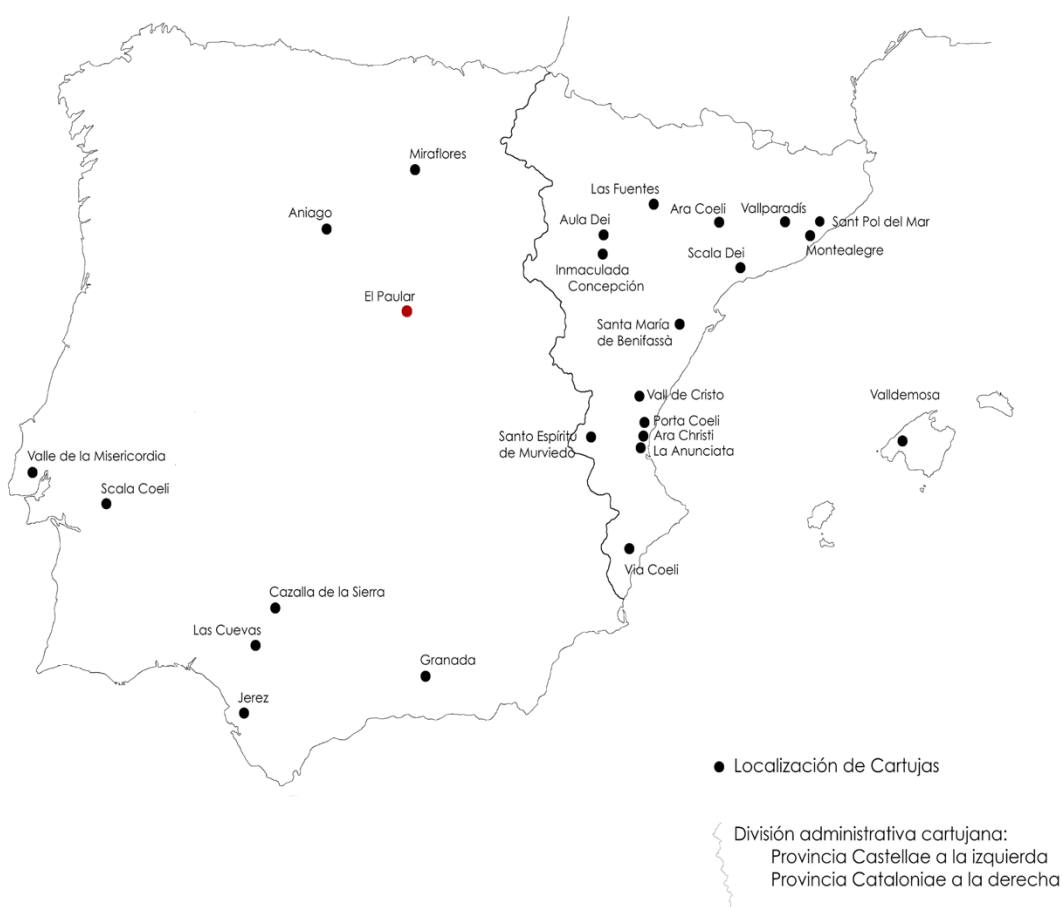 Miraflores
Las Fuentes
Ara Coeli
Vallparadís
Aniago
Aula Dei
Sant Pol del Mar
Montealegre
Scala Dei
Inmaculada
Concepción
El Paular
Santa María
de Benifassà
Vall de Cristo
Valldemosa
Porta Coeli
Ara Christi
La Anunciata
Santo Espíritu
de Murviedo
Valle de la Misericordia
Scala Coeli
Via Coeli
Cazalla de la Sierra
Las Cuevas
Granada
Jerez
Localización de Cartujas
División administrativa cartujana:
Provincia Castellae a la izquierda
Provincia Cataloniae a la derecha